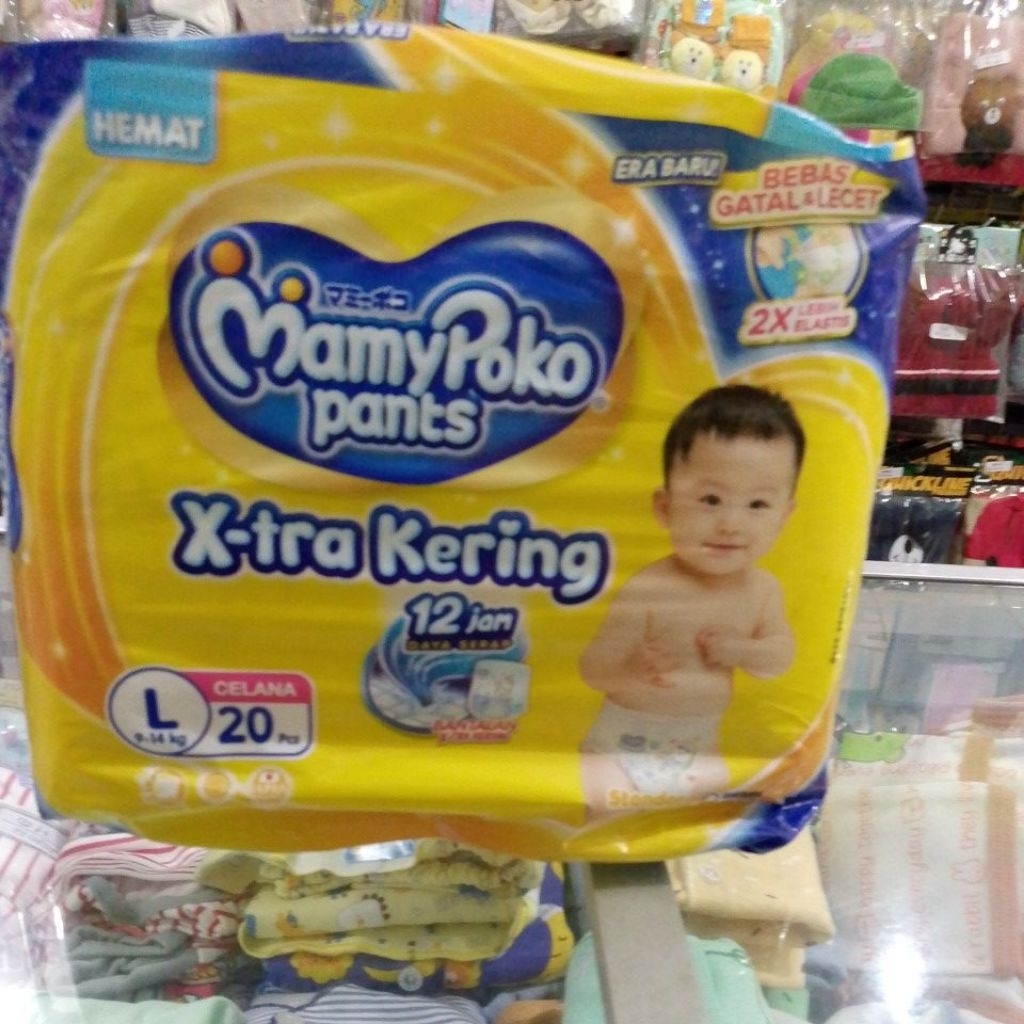 HEMAT
ERA BARU!
BEBAS
GATAL & LECET
2X LEBIH
ELASTIS
マミーポコ
MamyPoko
pants
X-tra Kering
12 jam
DAYA SERAP
BANTALAN
L
9-14 kg
CELANA
20 Pcs